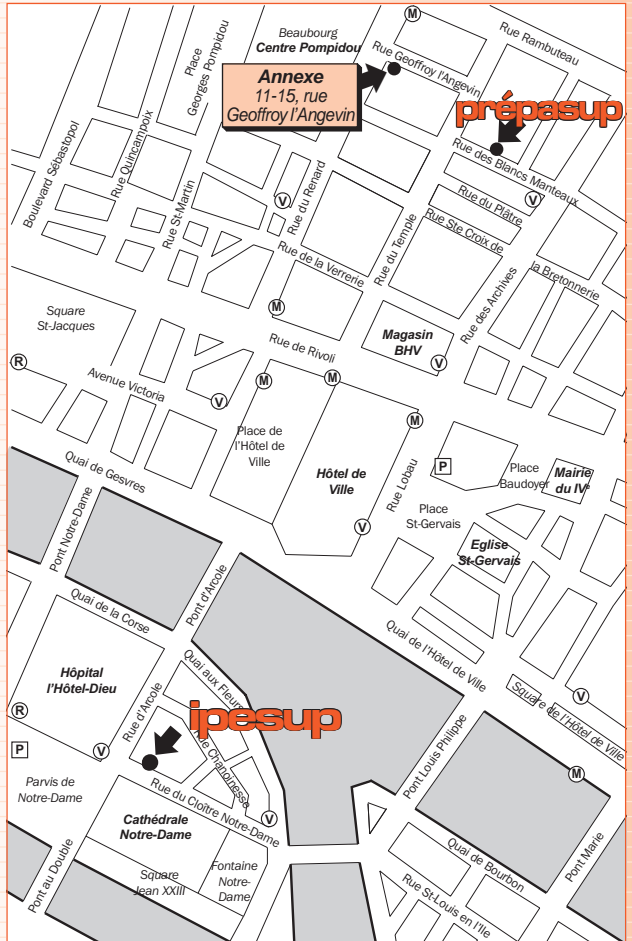 M
Beaubourg
Centre Pompidou
Place
Georges Pompidou
Rue Rambuteau
Rue Geoffroy l'Angevin
Annexe
11-15, rue
Geoffroy l'Angevin
prépasup
Boulevard Sébastopol
Rue Quincampoix
Rue St-Martin
Rue du Renard
V
Rue des Blancs Manteaux
Rue du Plâtre
V
Rue Ste Croix de
la Bretonnerie
Rue du Temple
Rue de la Verrerie
Rue des Archives
M
Square
St-Jacques
Magasin
BHV
Rue de Rivoli
R
Avenue Victoria
M
M
V
V
M
Place de
l'Hôtel de
Ville
Hôtel de
Ville
Rue Lobau
P
Place
Baudoyer
Mairie
du IVe
Quai de Gesvres
Place
St-Gervais
V
Eglise
St-Gervais
Pont Notre-Dame
Pont d'Arcole
Quai de la Corse
Quai de l'Hôtel de Ville
Square de l'Hôtel de Ville
V
Hôpital
l'Hôtel-Dieu
Quai aux Fleurs
ipesup
R
Rue d'Arcole
Rue Chanoinesse
P
V
Pont Louis Philippe
M
Parvis de
Notre-Dame
Rue du Cloître Notre-Dame
V
Cathédrale
Notre-Dame
Pont au Double
Square
Jean XXIII
Fontaine
Notre-
Dame
Quai de Bourbon
Pont Marie
Rue St-Louis en l'Ile